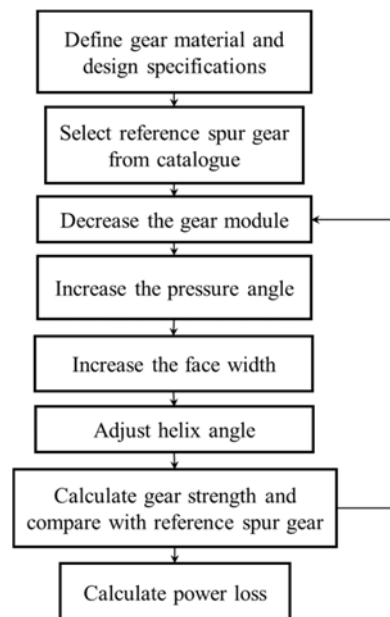 Define gear material and
design specifications
Select reference spur gear
from catalogue
Decrease the gear module
Increase the pressure angle
Increase the face width
Adjust helix angle
Calculate gear strength and
compare with reference spur gear
Calculate power loss